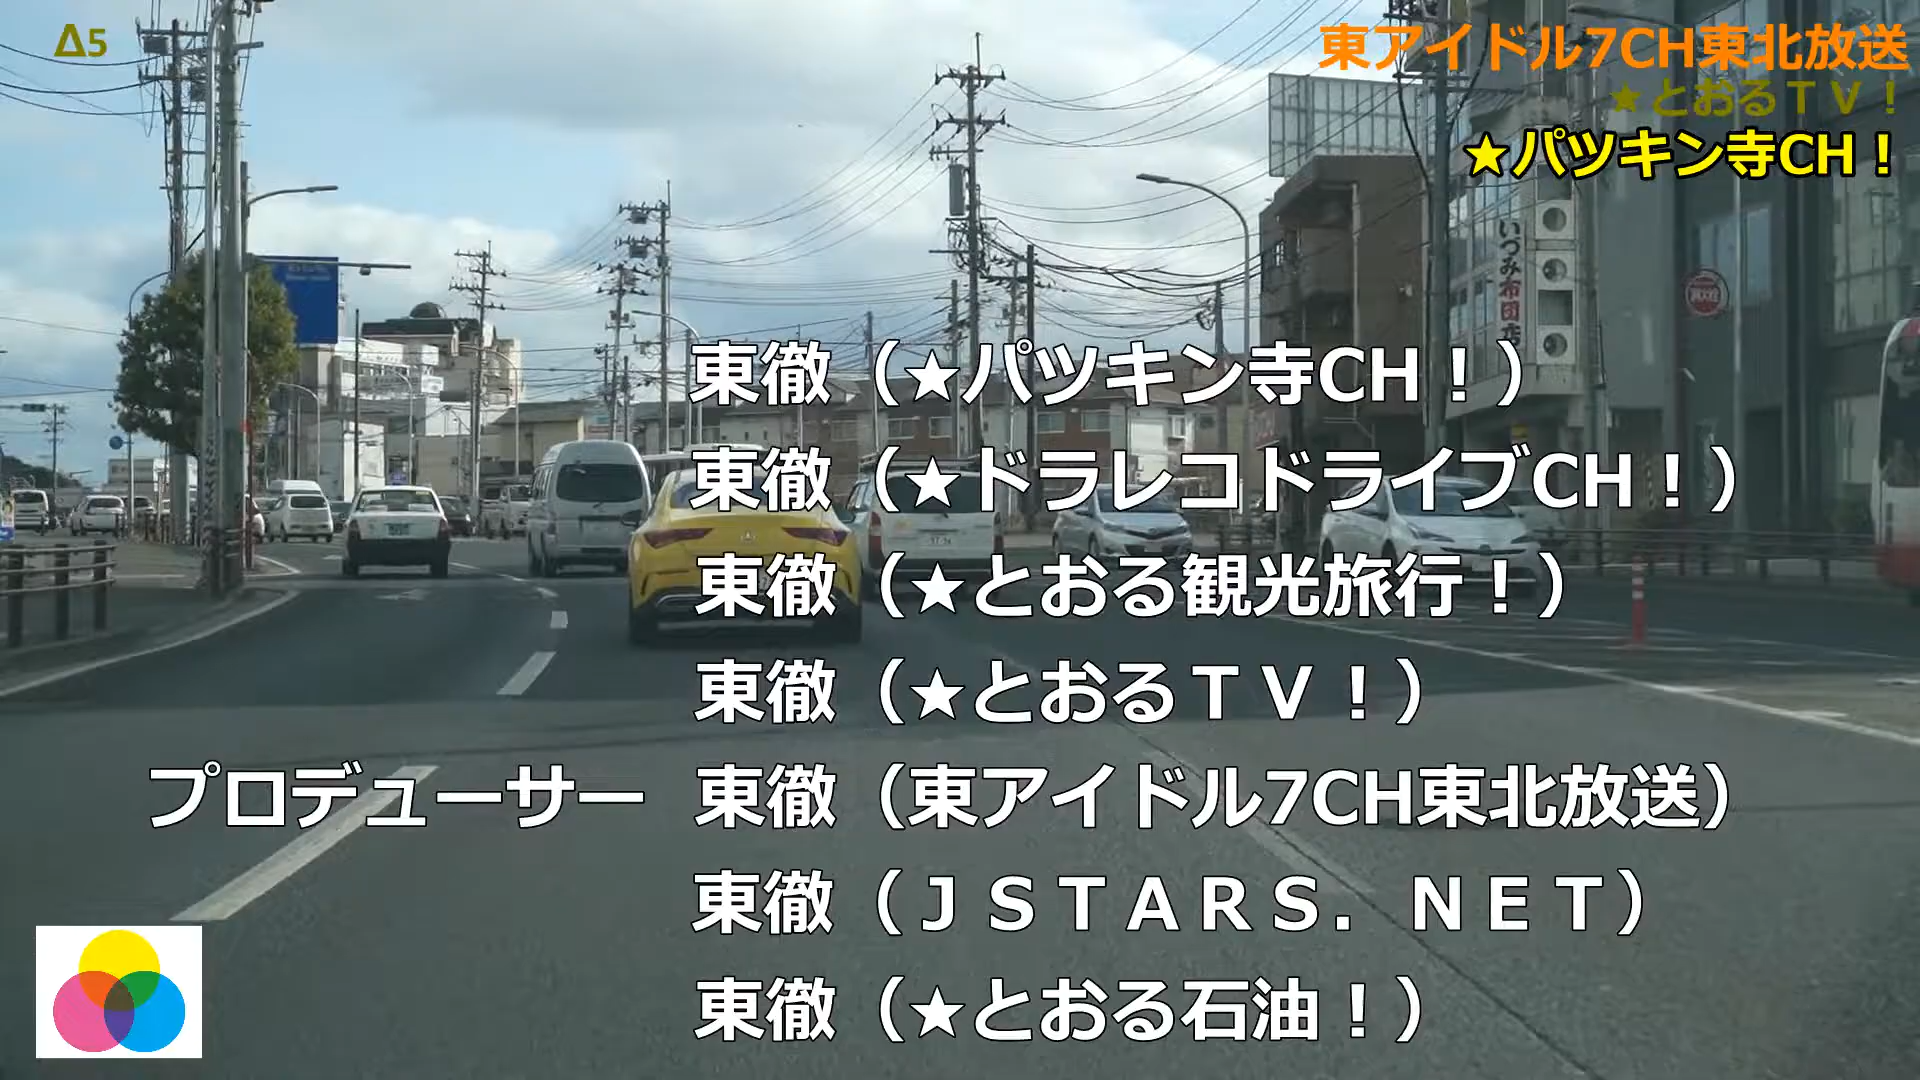 Δ5
東アイドル7CH東北放送
★とおるＴＶ！
★パツキン寺CH！
いづみ布団店
東徹（★パツキン寺CH！）
東徹（★ドラレコドライブCH！）
東徹（★とおる観光旅行！）
東徹（★とおるＴＶ！）
プロデューサー 東徹（東アイドル7CH東北放送）
東徹（ＪＳＴＡＲＳ．ＮＥＴ）
東徹（★とおる石油！）